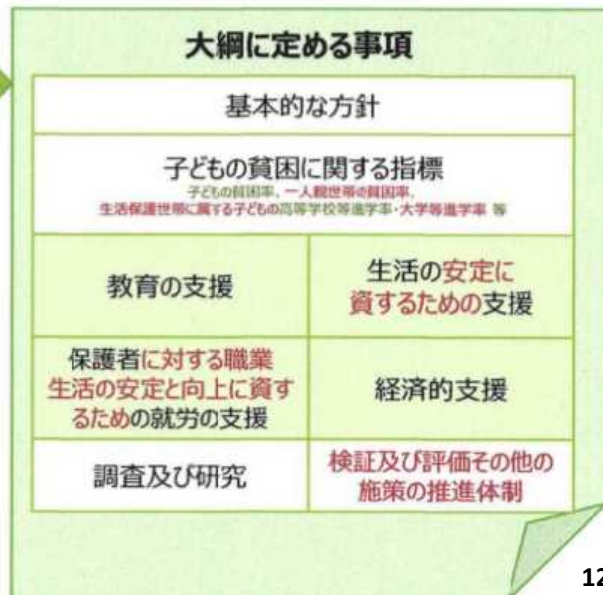 大綱に定める事項
基本的な方針
子どもの貧困に関する指標
子どもの貧困率、一人親世帯の貧困率、
生活保護世帯に属する子どもの高等学校等進学率・大学等進学率 等
教育の支援
生活の安定に
資するための支援
保護者に対する職業
生活の安定と向上に資す
るための就労の支援
経済的支援
調査及び研究
検証及び評価その他の
施策の推進体制
12